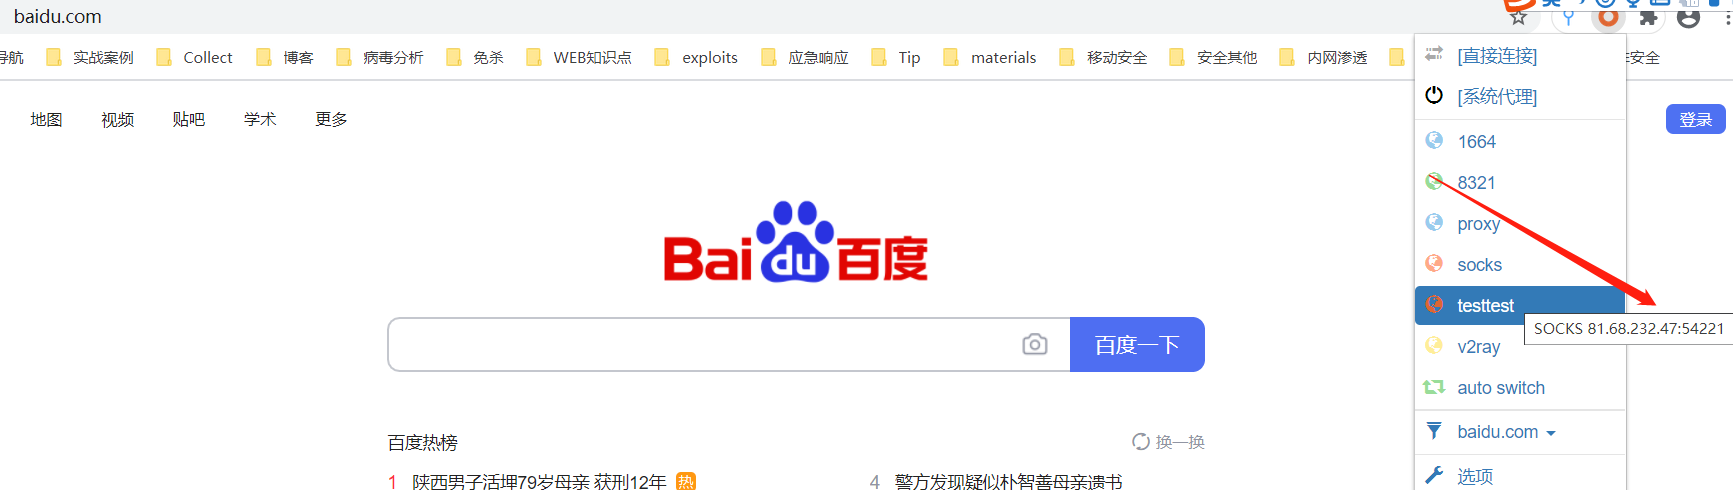 baidu.com
导航 实战案例 Collect 博客 病毒分析 免杀 WEB知识点 exploits 应急响应 Tip materials 移动安全 安全其他 内网渗透 安全
地图 视频 贴吧 学术 更多 登录
Bai du 百度
百度一下
百度热榜 换一换
1 陕西男子活埋79岁母亲 获刑12年 热
4 警方发现疑似朴智善母亲遗书
[直接连接]
[系统代理]
1664
8321
proxy
socks
testtest
SOCKS 81.68.232.47:54221
v2ray
auto switch
baidu.com
选项